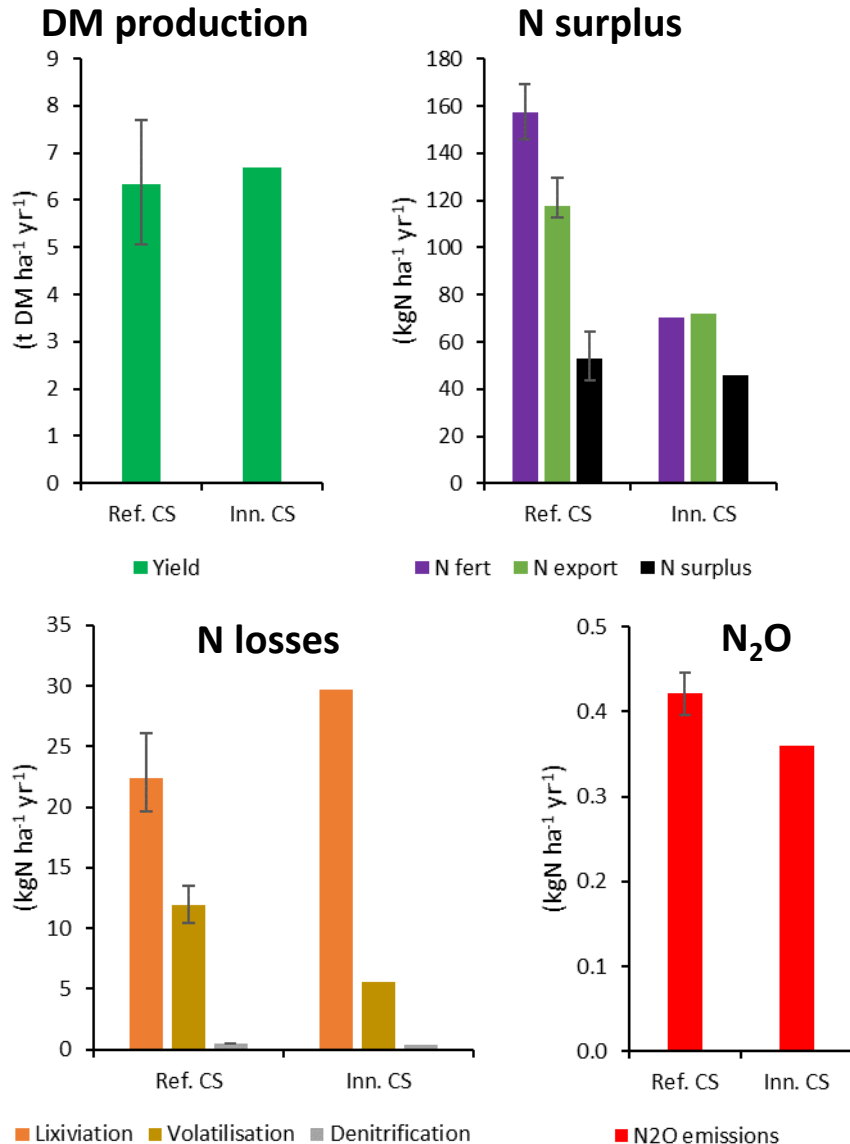 DM production
(t DM ha⁻¹ yr⁻¹)
9
8
7
6
5
4
3
2
1
0
Ref. CS Inn. CS
Yield
N surplus
(kgN ha⁻¹ yr⁻¹)
180
160
140
120
100
80
60
40
20
0
Ref. CS Inn. CS
N fert N export N surplus
N losses
(kgN ha⁻¹ yr⁻¹)
35
30
25
20
15
10
5
0
Ref. CS Inn. CS
Lixiviation Volatilisation Denitrification
N₂O
(kgN ha⁻¹ yr⁻¹)
0.5
0.4
0.3
0.2
0.1
0.0
Ref. CS Inn. CS
N2O emissions